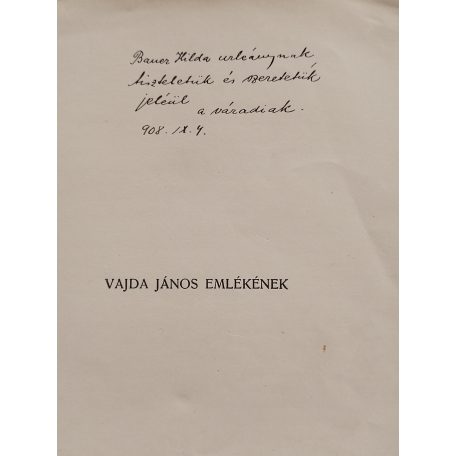 Bauer Hilda urleánynak
tiszteletük és szeretetük
jeléül
a váradiak.
908. IX. 4.
VAJDA JÁNOS EMLÉKÉNEK